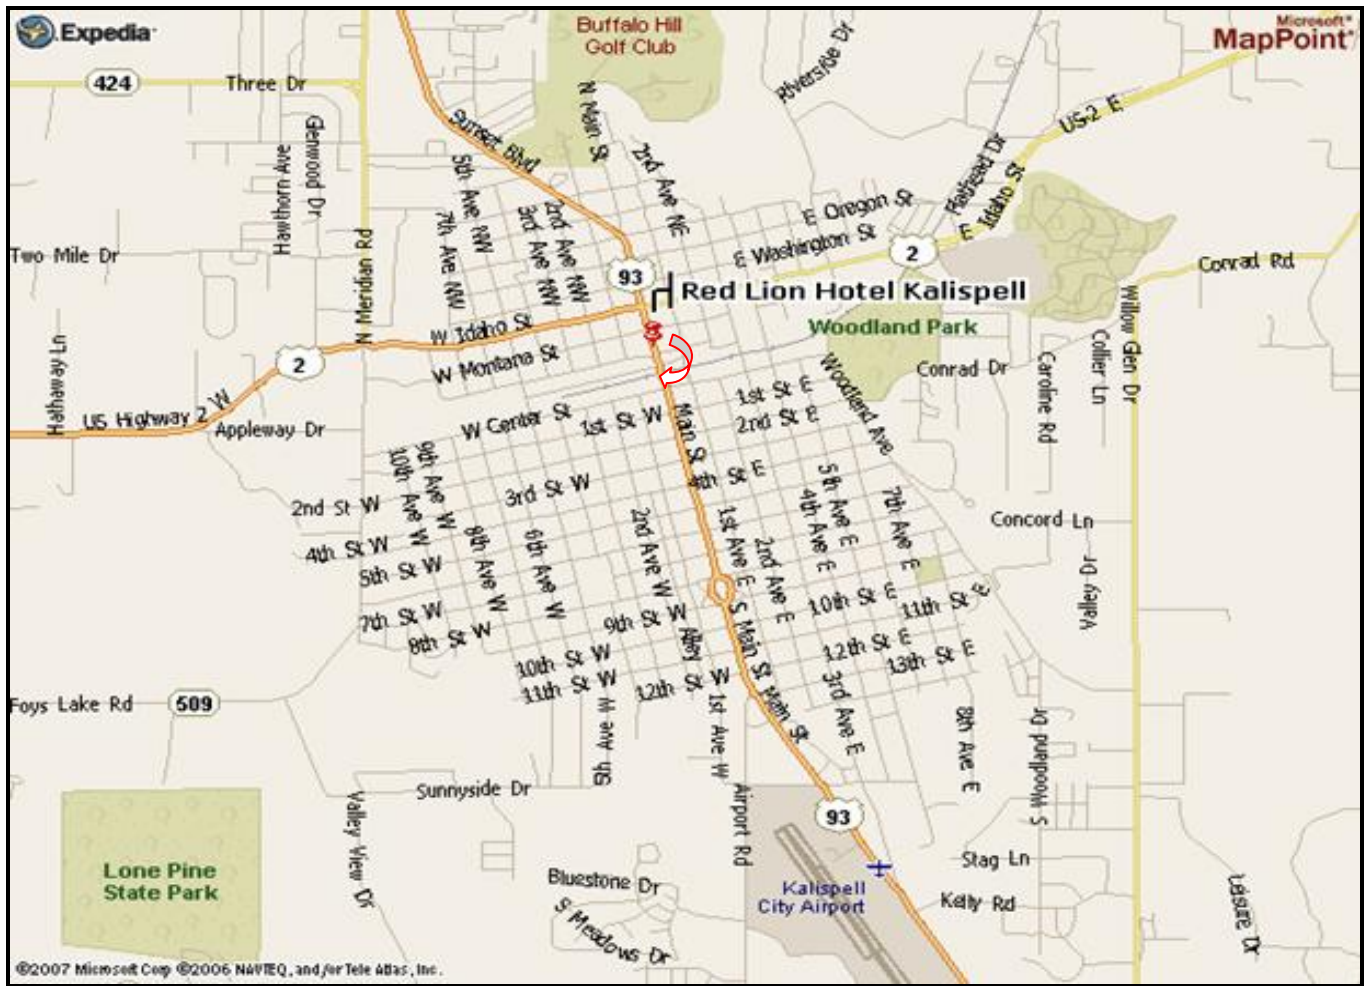 Expedia
Microsoft®
MapPoint®
Buffalo Hill
Golf Club
Riverside Dr
424
Three Dr
US-2 E
N Main St
Sunset Blvd
Glenwood Dr
Hawthorn Ave
2nd Ave NE
Flathead Dr
E Idaho St
5th Ave NW
7th Ave NW
3rd Ave NW
2nd Ave NW
E Oregon St
E Washington St
2
Two Mile Dr
N Meridian Rd
93
Conrad Rd
Red Lion Hotel Kalispell
Woodland Park
W Idaho St
W Montana St
2
Hathaway Ln
Willow Glen Dr
Collier Ln
Caroline Rd
Conrad Dr
Woodland Ave
US Highway 2 W
Appleway Dr
W Center St
1st St W
Main St
1st St E
2nd St E
4th St E
9th Ave W
10th Ave W
2nd St W
3rd St W
4th St W
5th St W
8th Ave W
6th Ave W
2nd Ave W
1st Ave E
2nd Ave E
4th Ave E
5th Ave E
7th Ave E
Concord Ln
Valley Dr
7th St W
8th St W
9th St W
10th St W
11th St W
12th St W
Alley
S Main St
Main St
10th St E
11th St E
12th St E
13th St E
3rd Ave E
8th Ave E
S Woodland Dr
Foys Lake Rd
509
5th Ave W
1st Ave W
Sunnyside Dr
Valley View Dr
Airport Rd
93
Lone Pine
State Park
Bluestone Dr
S Meadows Dr
Kalispell
City Airport
Stag Ln
Kelly Rd
Leisure Dr
©2007 Microsoft Corp ©2006 NAVTEQ, and/or Tele Atlas, Inc.